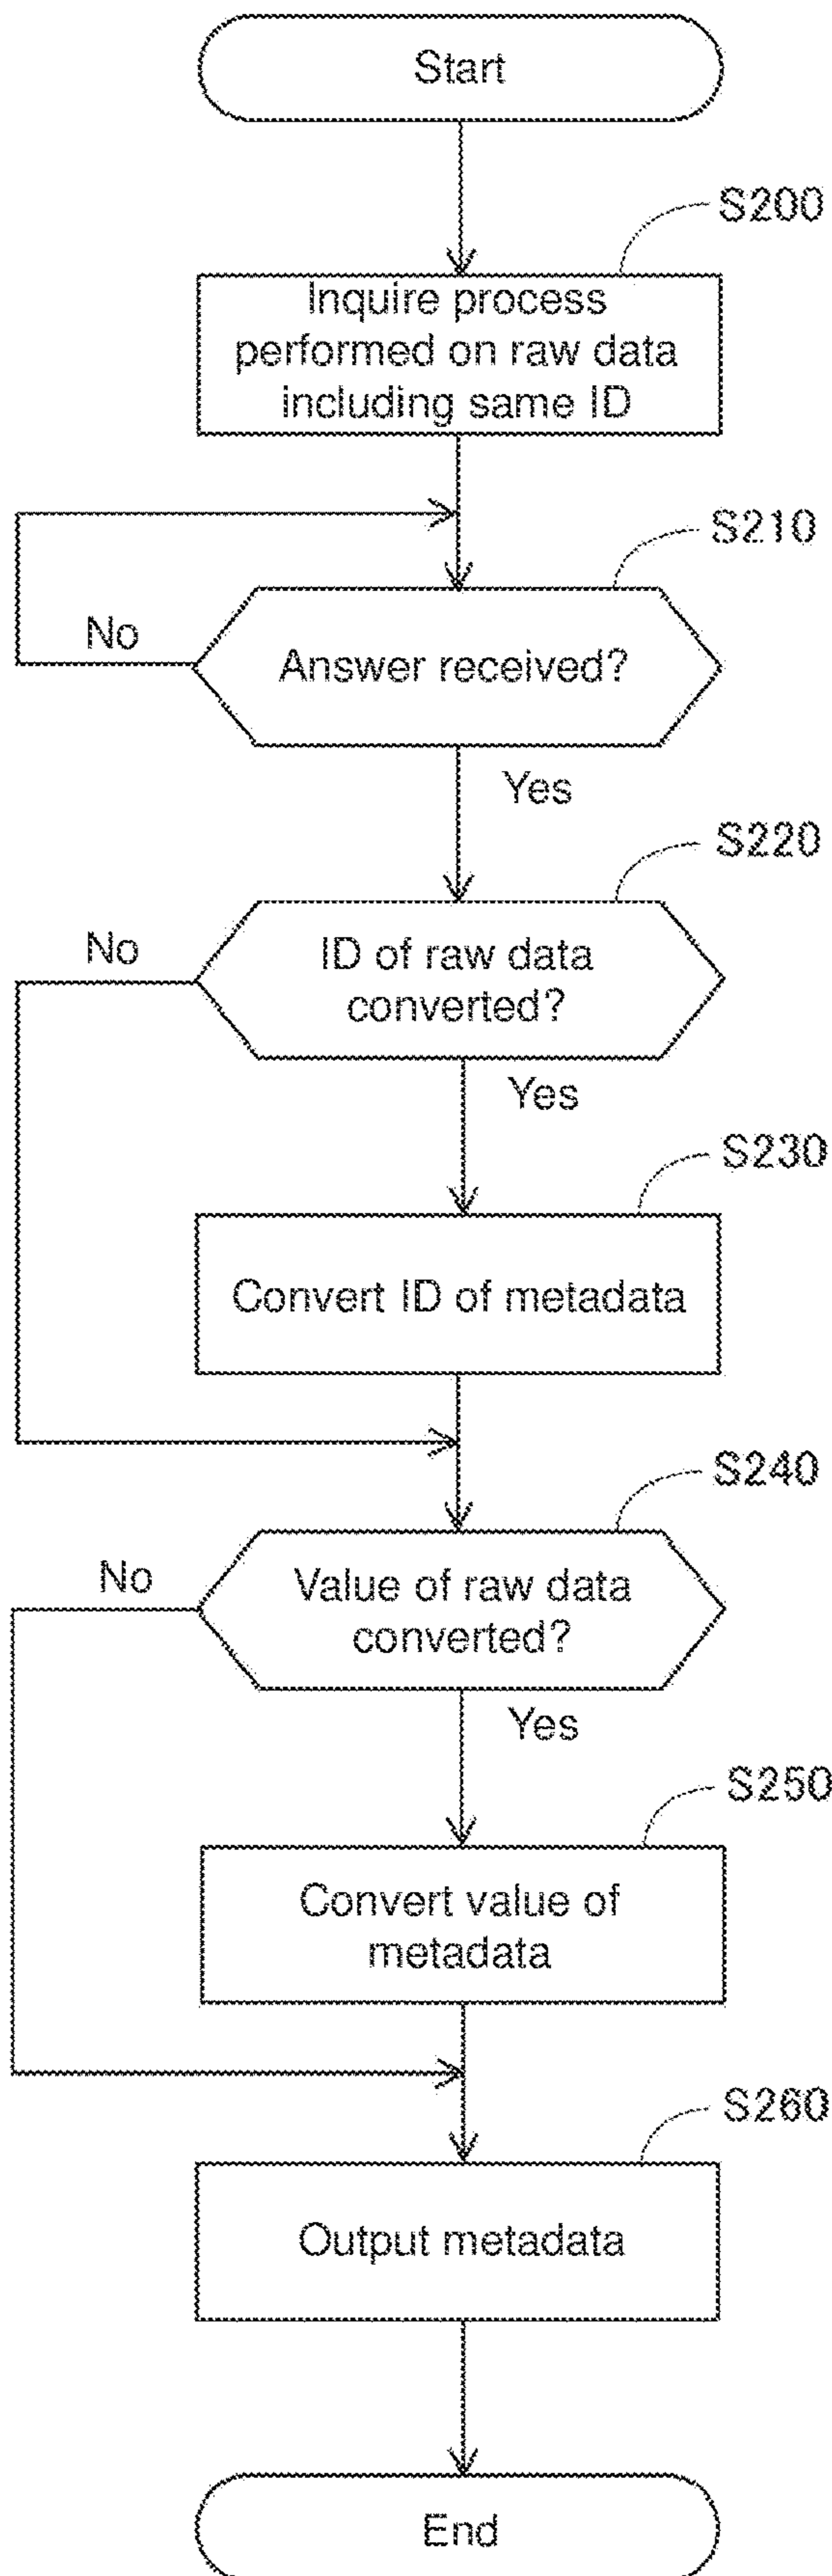 Start
S200
Inquire process
performed on raw data
including same ID
S210
No
Answer received?
Yes
S220
No
ID of raw data
converted?
Yes
S230
Convert ID of metadata
S240
No
Value of raw data
converted?
Yes
S250
Convert value of
metadata
S260
Output metadata
End